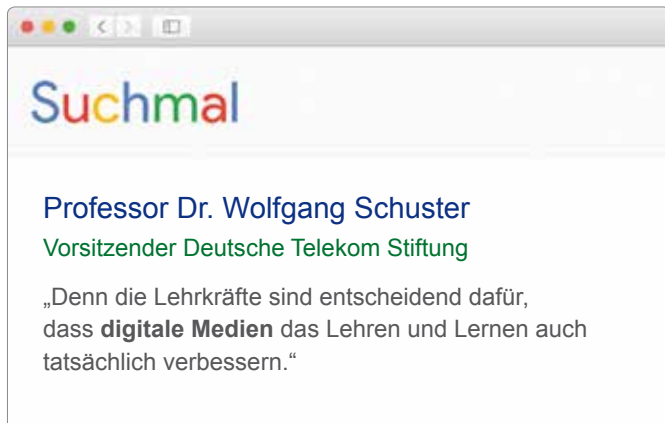 Suchmal
Professor Dr. Wolfgang Schuster
Vorsitzender Deutsche Telekom Stiftung
„Denn die Lehrkräfte sind entscheidend dafür,
dass digitale Medien das Lehren und Lernen auch
tatsächlich verbessern.“